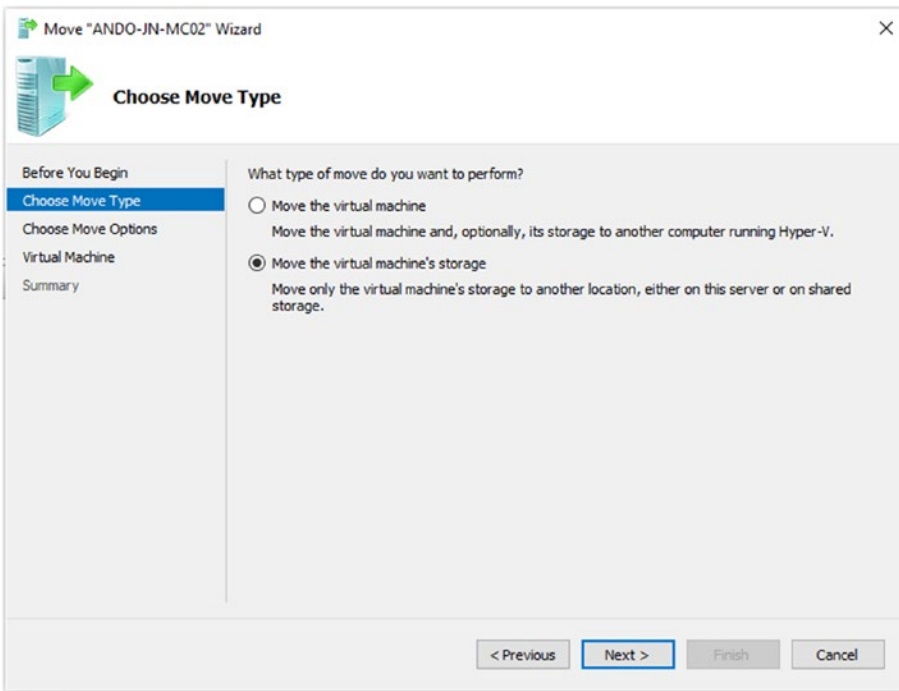 Move "ANDO-JN-MC02" Wizard
Choose Move Type
Before You Begin
Choose Move Type
Choose Move Options
Virtual Machine
Summary
What type of move do you want to perform?
Move the virtual machine
Move the virtual machine and, optionally, its storage to another computer running Hyper-V.
Move the virtual machine's storage
Move only the virtual machine's storage to another location, either on this server or on shared
storage.
< Previous
Next >
Finish
Cancel